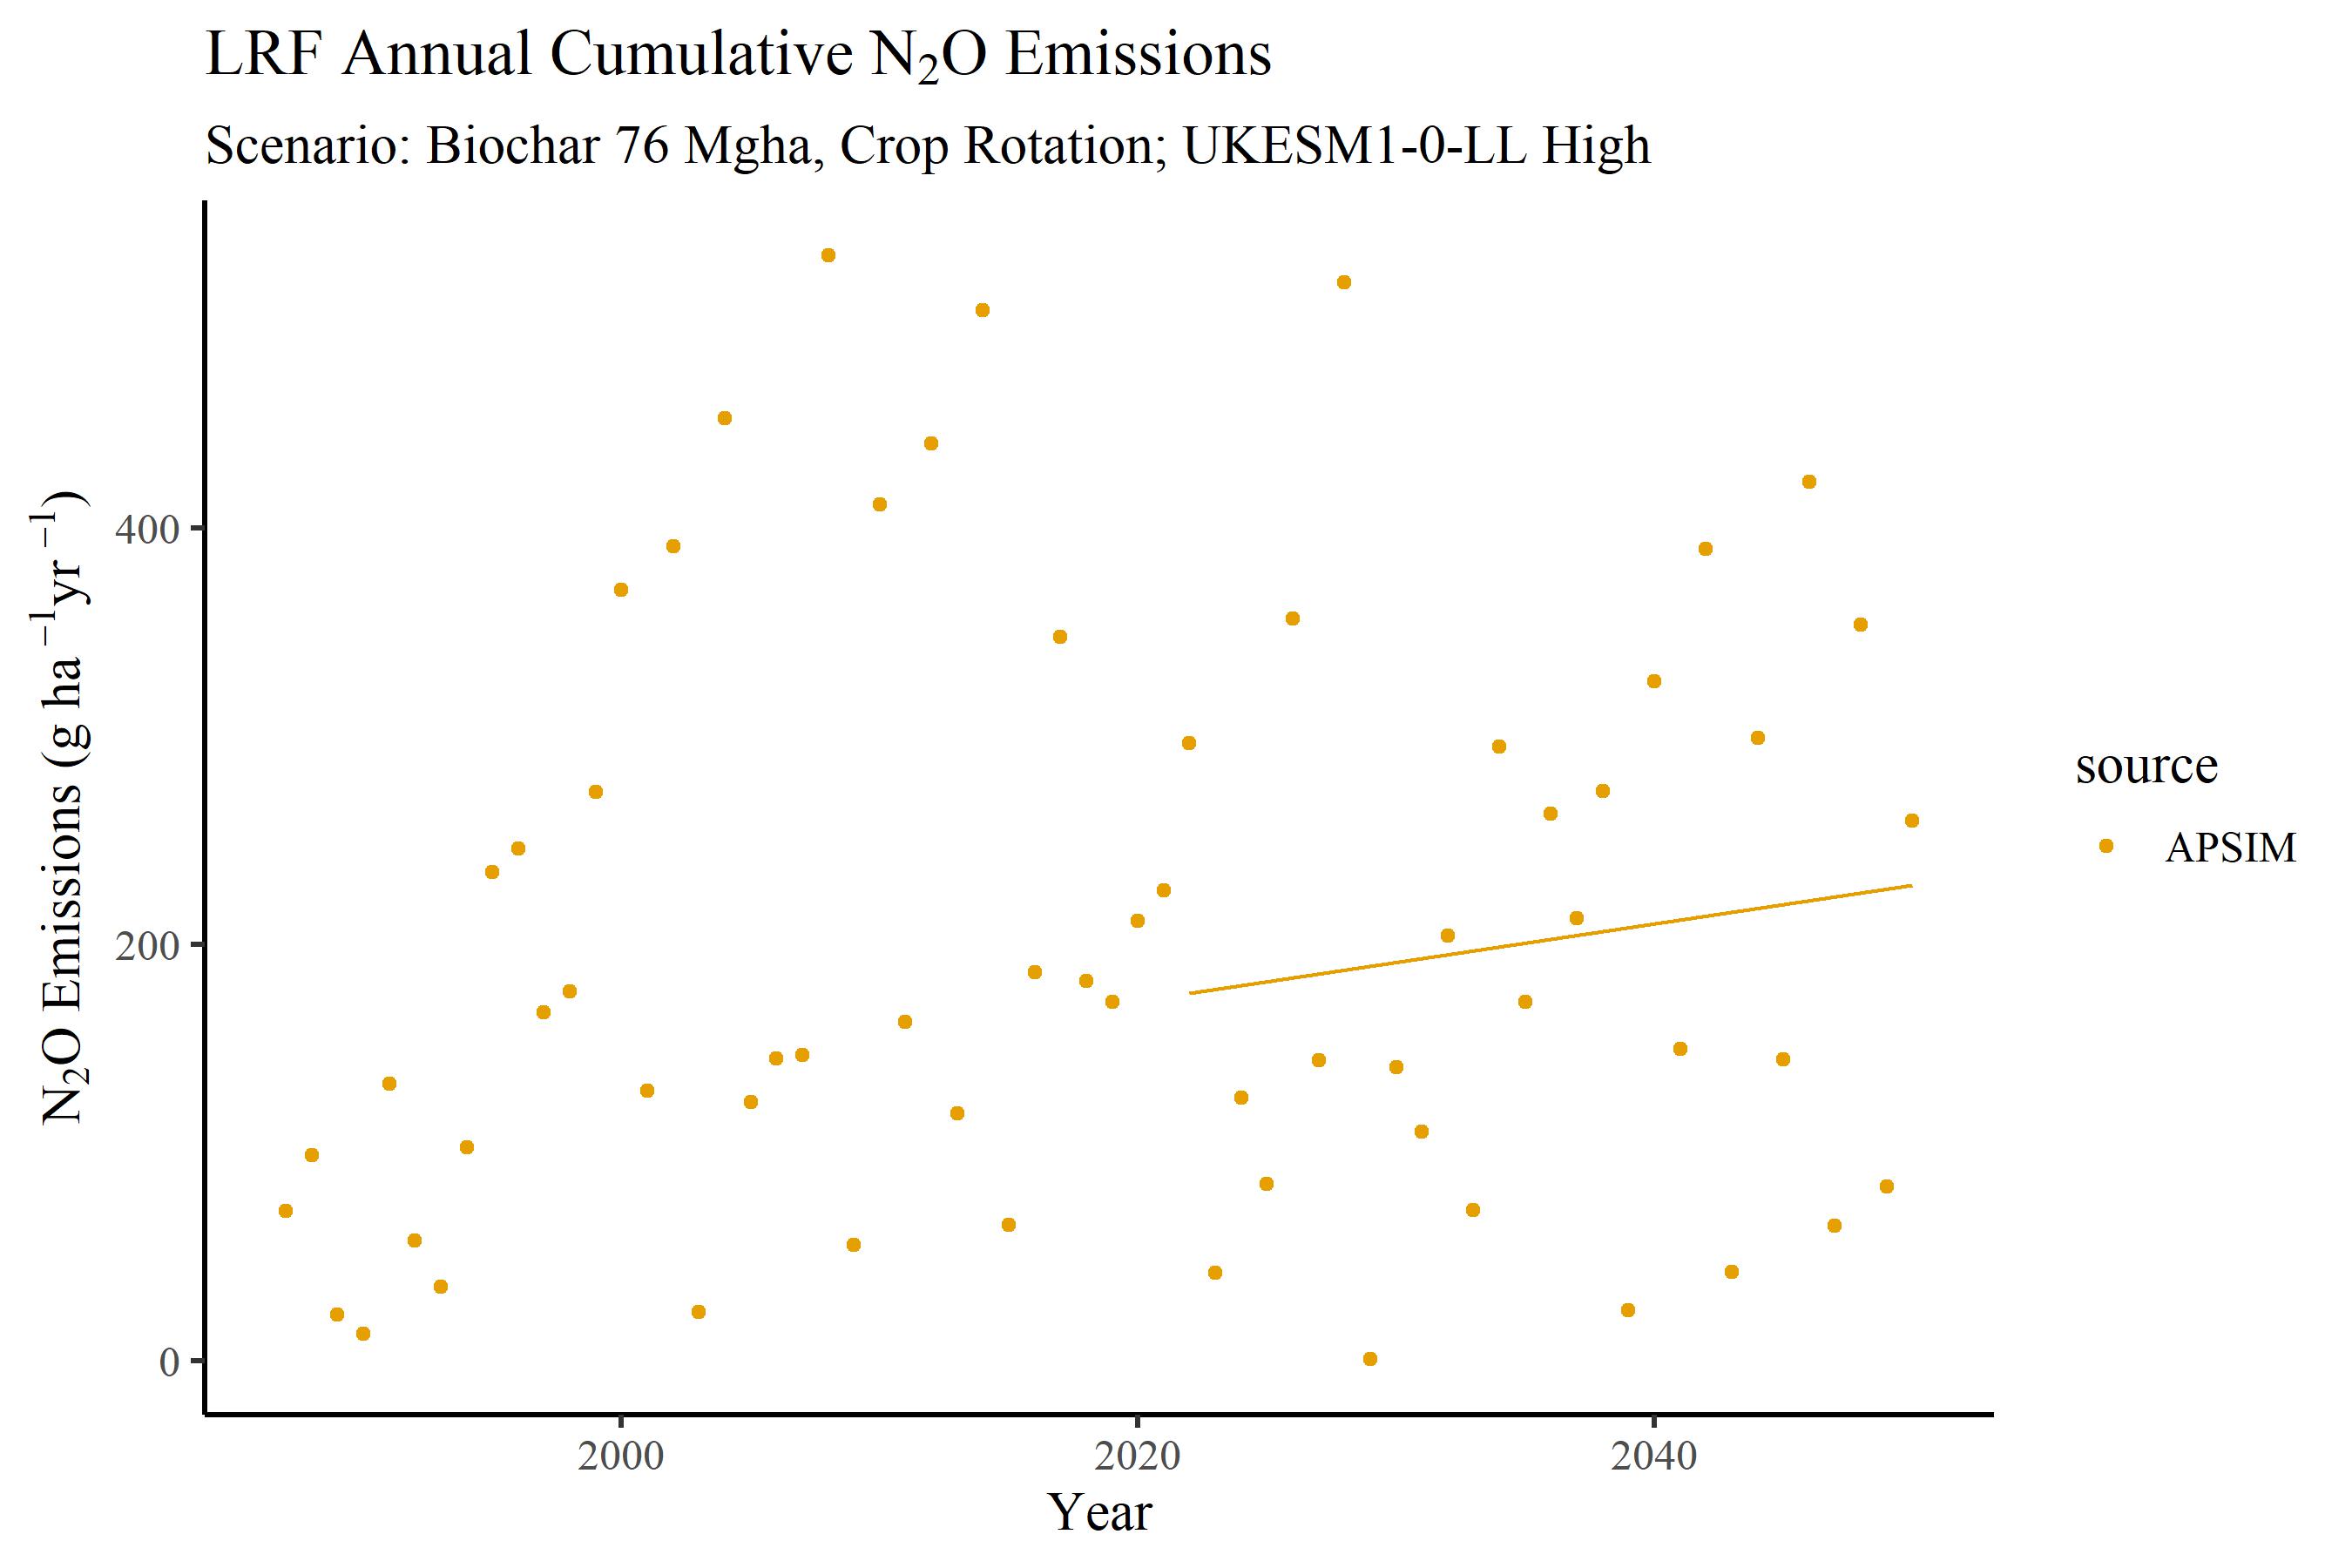 LRF Annual Cumulative N₂O Emissions
Scenario: Biochar 76 Mgha, Crop Rotation; UKESM1-0-LL High
N₂O Emissions (g ha ⁻¹yr ⁻¹)
400
200
0
2000
2020
2040
Year
source
APSIM